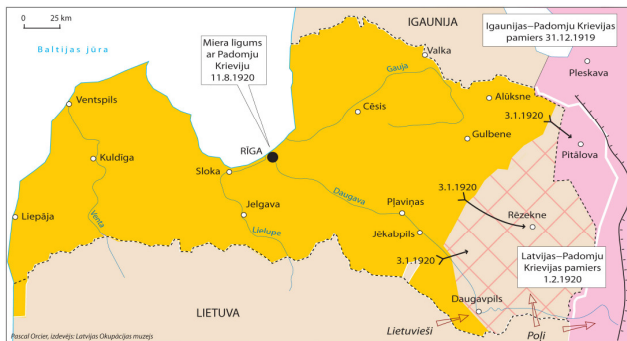 IGAUNIJA
Igaunijas–Padomju Krievijas
pamiers 31.12.1919
Baltijas jūra
Miera līgums
ar Padomju
Krieviju
11.8.1920
0 25 km
Valka
Gauja
Pleskava
Ventspils
Cēsis
Alūksne
3.1.1920
Gulbene
Kuldīga
RĪGA
Pitālova
Sloka
Daugava
3.1.1920
Liepāja
Venta
Jelgava
Lielupe
Pļaviņas
Jēkabpils
Rēzekne
3.1.1920
Latvijas–Padomju
Krievijas pamiers
1.2.1920
LIETUVA
Daugavpils
Lietuvieši
Poļi
Pascal Orcier, izdevējs: Latvijas Okupācijas muzejs